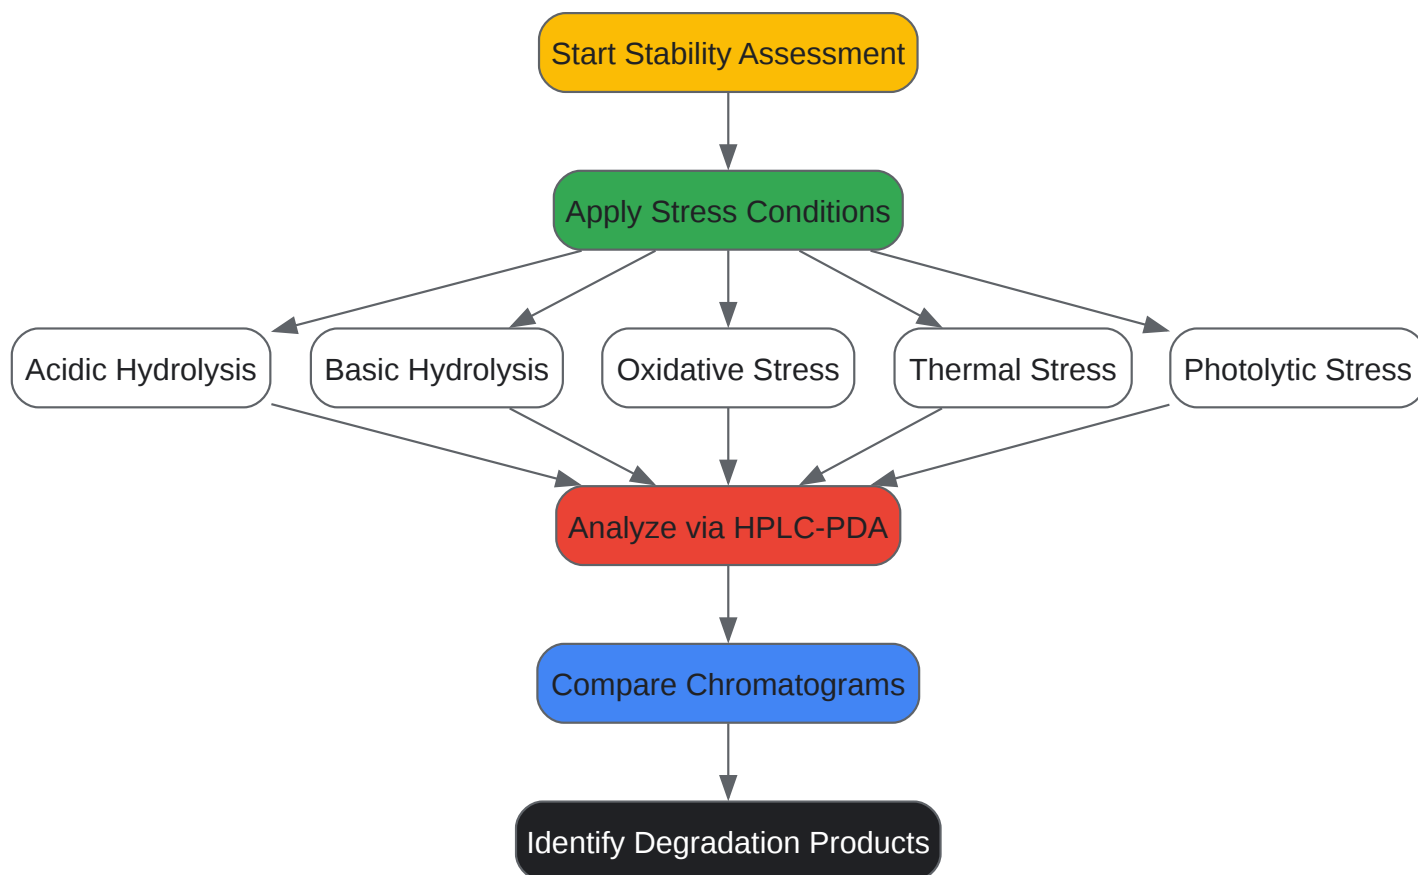 Start Stability Assessment
Apply Stress Conditions
Acidic Hydrolysis
Basic Hydrolysis
Oxidative Stress
Thermal Stress
Photolytic Stress
Analyze via HPLC-PDA
Compare Chromatograms
Identify Degradation Products